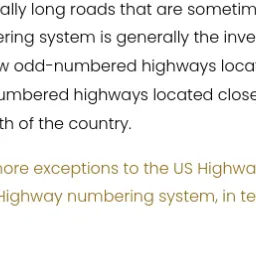 ally long roads that are sometim
ering system is generally the inve
w odd-numbered highways locat
umbered highways located close
th of the country.
more exceptions to the US Highwa
Highway numbering system, in te